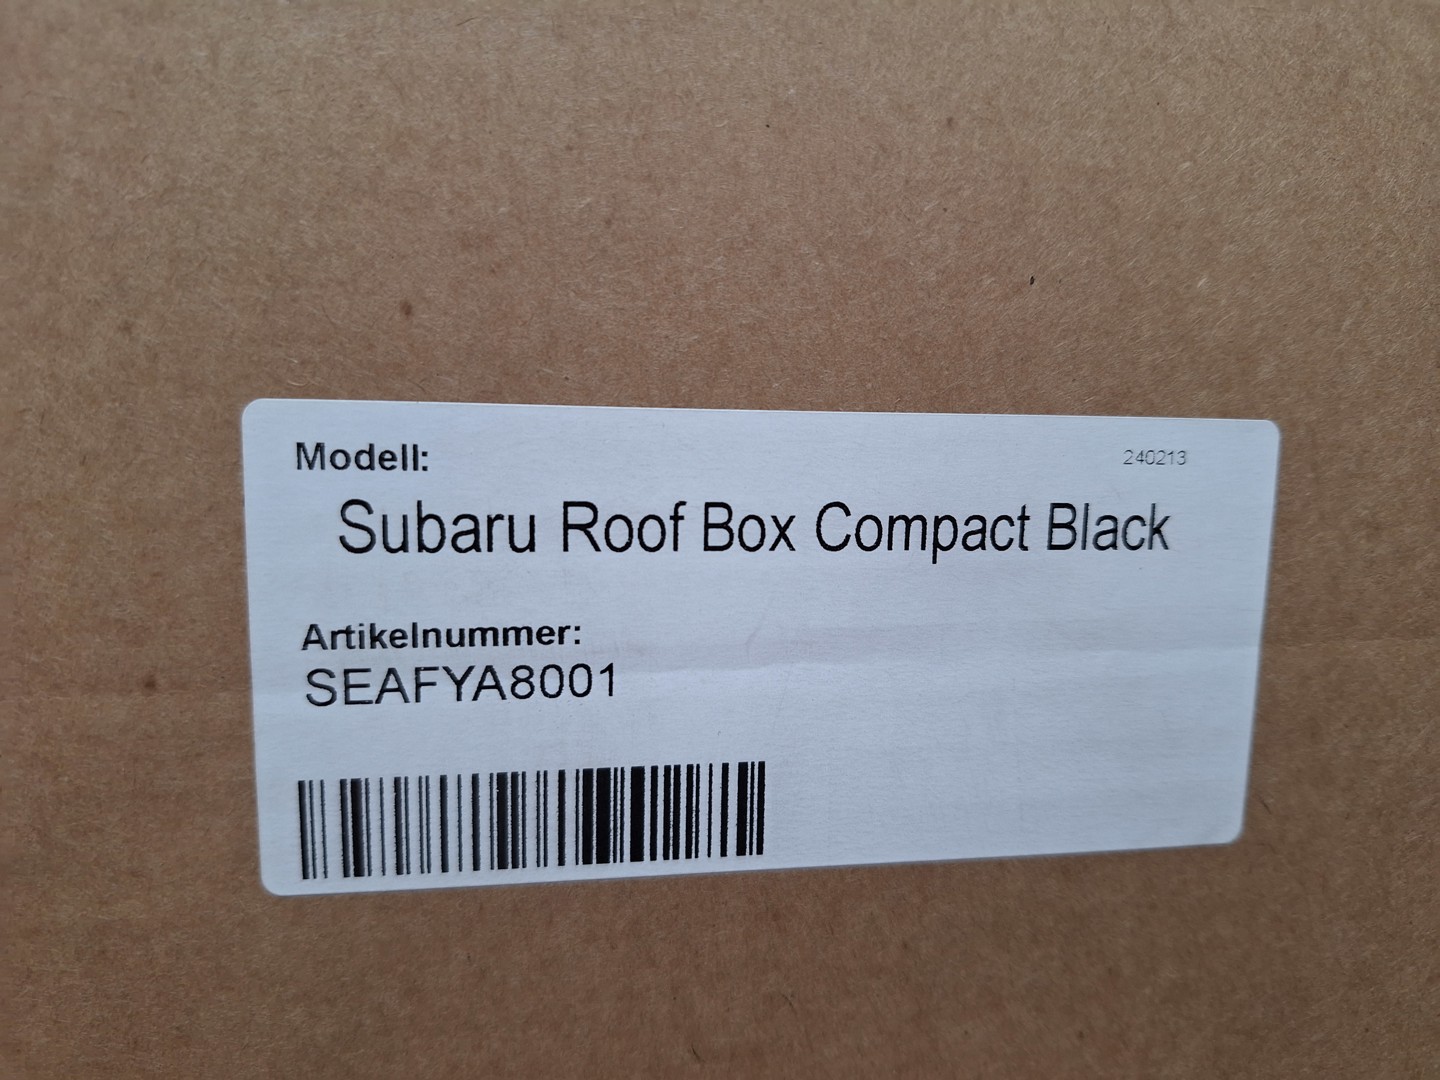 Modell:
240213
Subaru Roof Box Compact Black
Artikelnummer:
SEAFYA8001